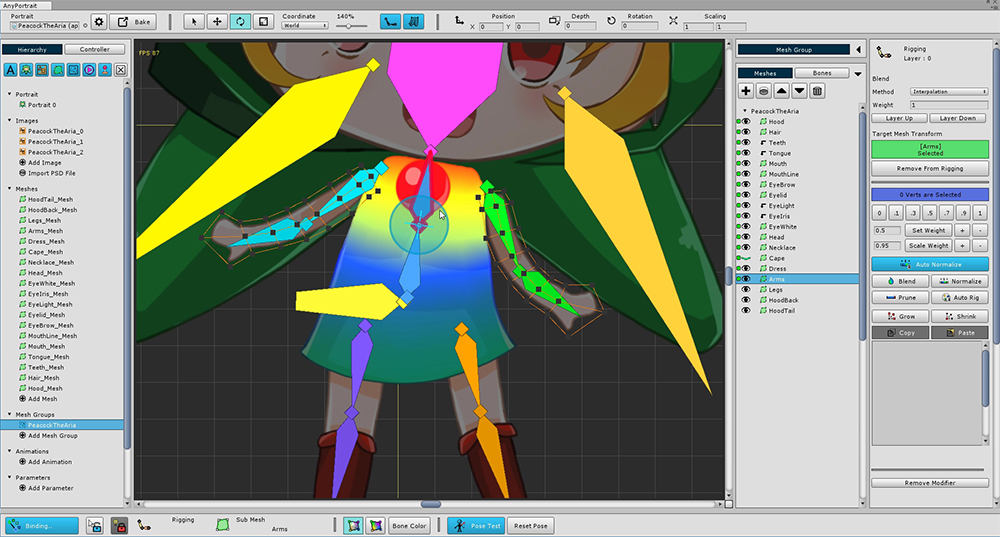 AnyPortrait
PeacockTheAria (ap
Bake
Coordinate
World
140%
Position
X 0 Y 0
Depth
0
Rotation
0
Scaling
1 1
Hierarchy
Controller
Portrait
Portrait 0
Images
PeacockTheAria_0
PeacockTheAria_1
PeacockTheAria_2
Add Image
Import PSD File
Meshes
HoodTail_Mesh
HoodBack_Mesh
Legs_Mesh
Arms_Mesh
Dress_Mesh
Cape_Mesh
Necklace_Mesh
Head_Mesh
EyeWhite_Mesh
EyeIris_Mesh
EyeLight_Mesh
Eyelid_Mesh
EyeBrow_Mesh
MouthLine_Mesh
Mouth_Mesh
Tongue_Mesh
Teeth_Mesh
Hair_Mesh
Hood_Mesh
Add Mesh
Mesh Groups
PeacockTheAria
Add Mesh Group
Animations
Add Animation
Parameters
Add Parameter
FPS 87
Mesh Group
Meshes
Bones
PeacockTheAria
Hood
Hair
Teeth
Tongue
Mouth
MouthLine
EyeBrow
Eyelid
EyeLight
EyeIris
EyeWhite
Head
Necklace
Cape
Dress
Arms
Legs
HoodBack
HoodTail
Rigging
Layer : 0
Blend
Method Interpolation
Weight 1
Layer Up Layer Down
Target Mesh Transform
[Arms]
Selected
Remove From Rigging
0 Verts are Selected
0 .1 .3 .5 .7 .9 1
0.5 Set Weight + -
0.95 Scale Weight + -
Auto Normalize
Blend Normalize
Prune Auto Rig
Grow Shrink
Copy Paste
Remove Modifier
Binding...
Rigging
Sub Mesh
Arms
Bone Color
Pose Test
Reset Pose